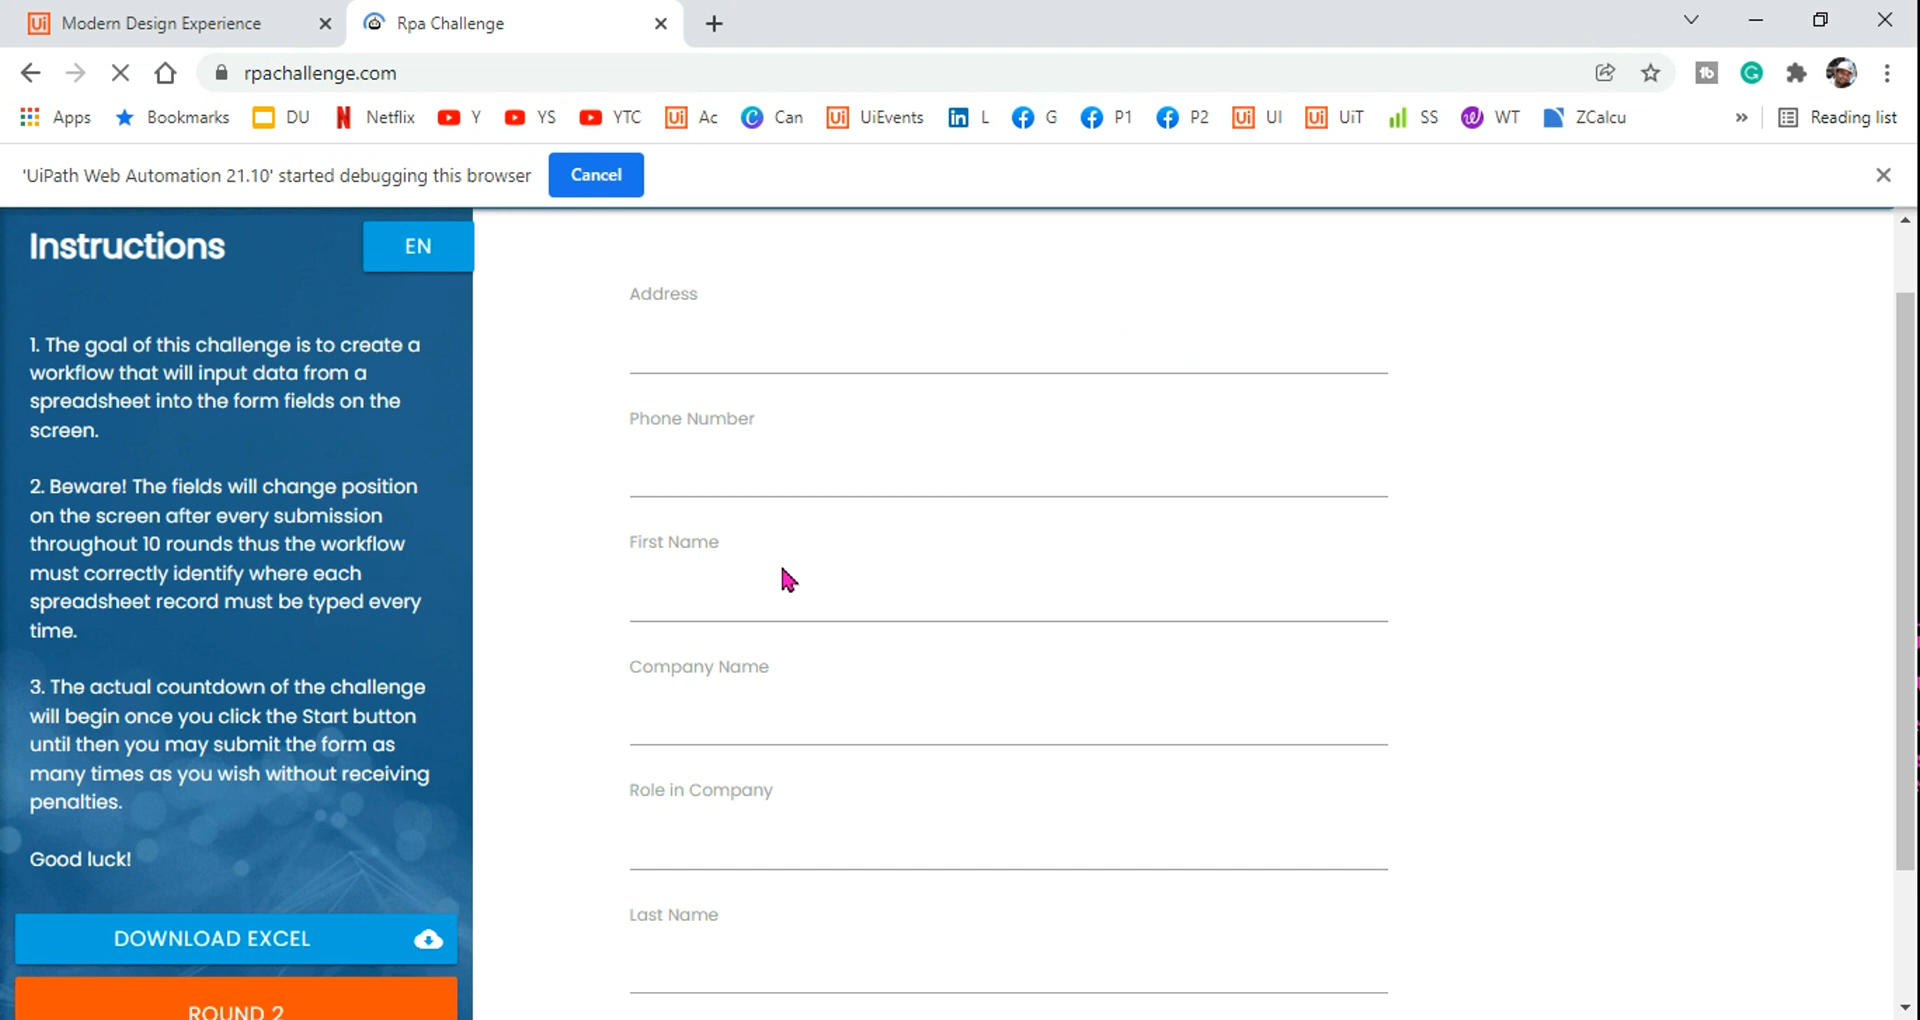 Modern Design Experience
Rpa Challenge
rpachallenge.com
Apps Bookmarks DU Netflix Y YS YTC Ac Can UiEvents L G P1 P2 UI UiT SS WT ZCalcu » Reading list
'UiPath Web Automation 21.10' started debugging this browser Cancel
Instructions
EN
1. The goal of this challenge is to create a
workflow that will input data from a
spreadsheet into the form fields on the
screen.
2. Beware! The fields will change position
on the screen after every submission
throughout 10 rounds thus the workflow
must correctly identify where each
spreadsheet record must be typed every
time.
3. The actual countdown of the challenge
will begin once you click the Start button
until then you may submit the form as
many times as you wish without receiving
penalties.
Good luck!
DOWNLOAD EXCEL
ROUND 2
Address
Phone Number
First Name
Company Name
Role in Company
Last Name